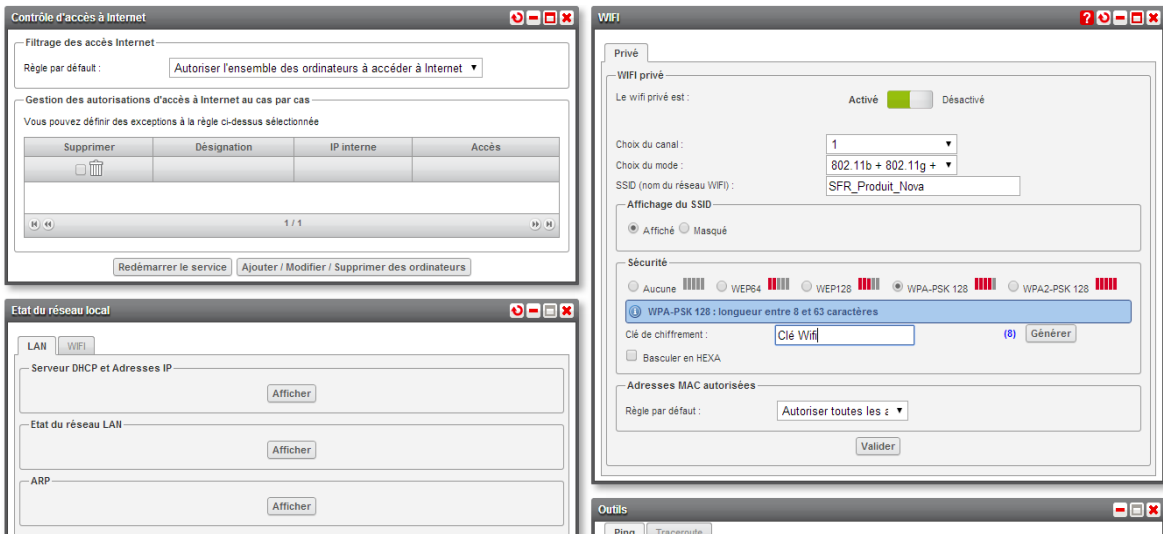 Contrôle d'accès à Internet
Filtrage des accès Internet
Règle par défault :
Autoriser l'ensemble des ordinateurs à accéder à Internet
Gestion des autorisations d'accès à Internet au cas par cas
Vous pouvez définir des exceptions à la règle ci-dessus sélectionnée
Supprimer Désignation IP interne Accès
1 / 1
Redémarrer le service Ajouter / Modifier / Supprimer des ordinateurs
Etat du réseau local
LAN WIFI
Serveur DHCP et Adresses IP
Afficher
Etat du réseau LAN
Afficher
ARP
Afficher
WIFI
Privé
WIFI privé
Le wifi privé est : Activé Désactivé
Choix du canal : 1
Choix du mode : 802.11b + 802.11g +
SSID (nom du réseau WIFI) : SFR_Produit_Nova
Affichage du SSID
Affiché Masqué
Sécurité
Aucune WEP64 WEP128 WPA-PSK 128 WPA2-PSK 128
WPA-PSK 128 : longueur entre 8 et 63 caractères
Clé de chiffrement : Clé Wifi (8) Générer
Basculer en HEXA
Adresses MAC autorisées
Règle par défaut : Autoriser toutes les
Valider
Outils
Ping Traceroute